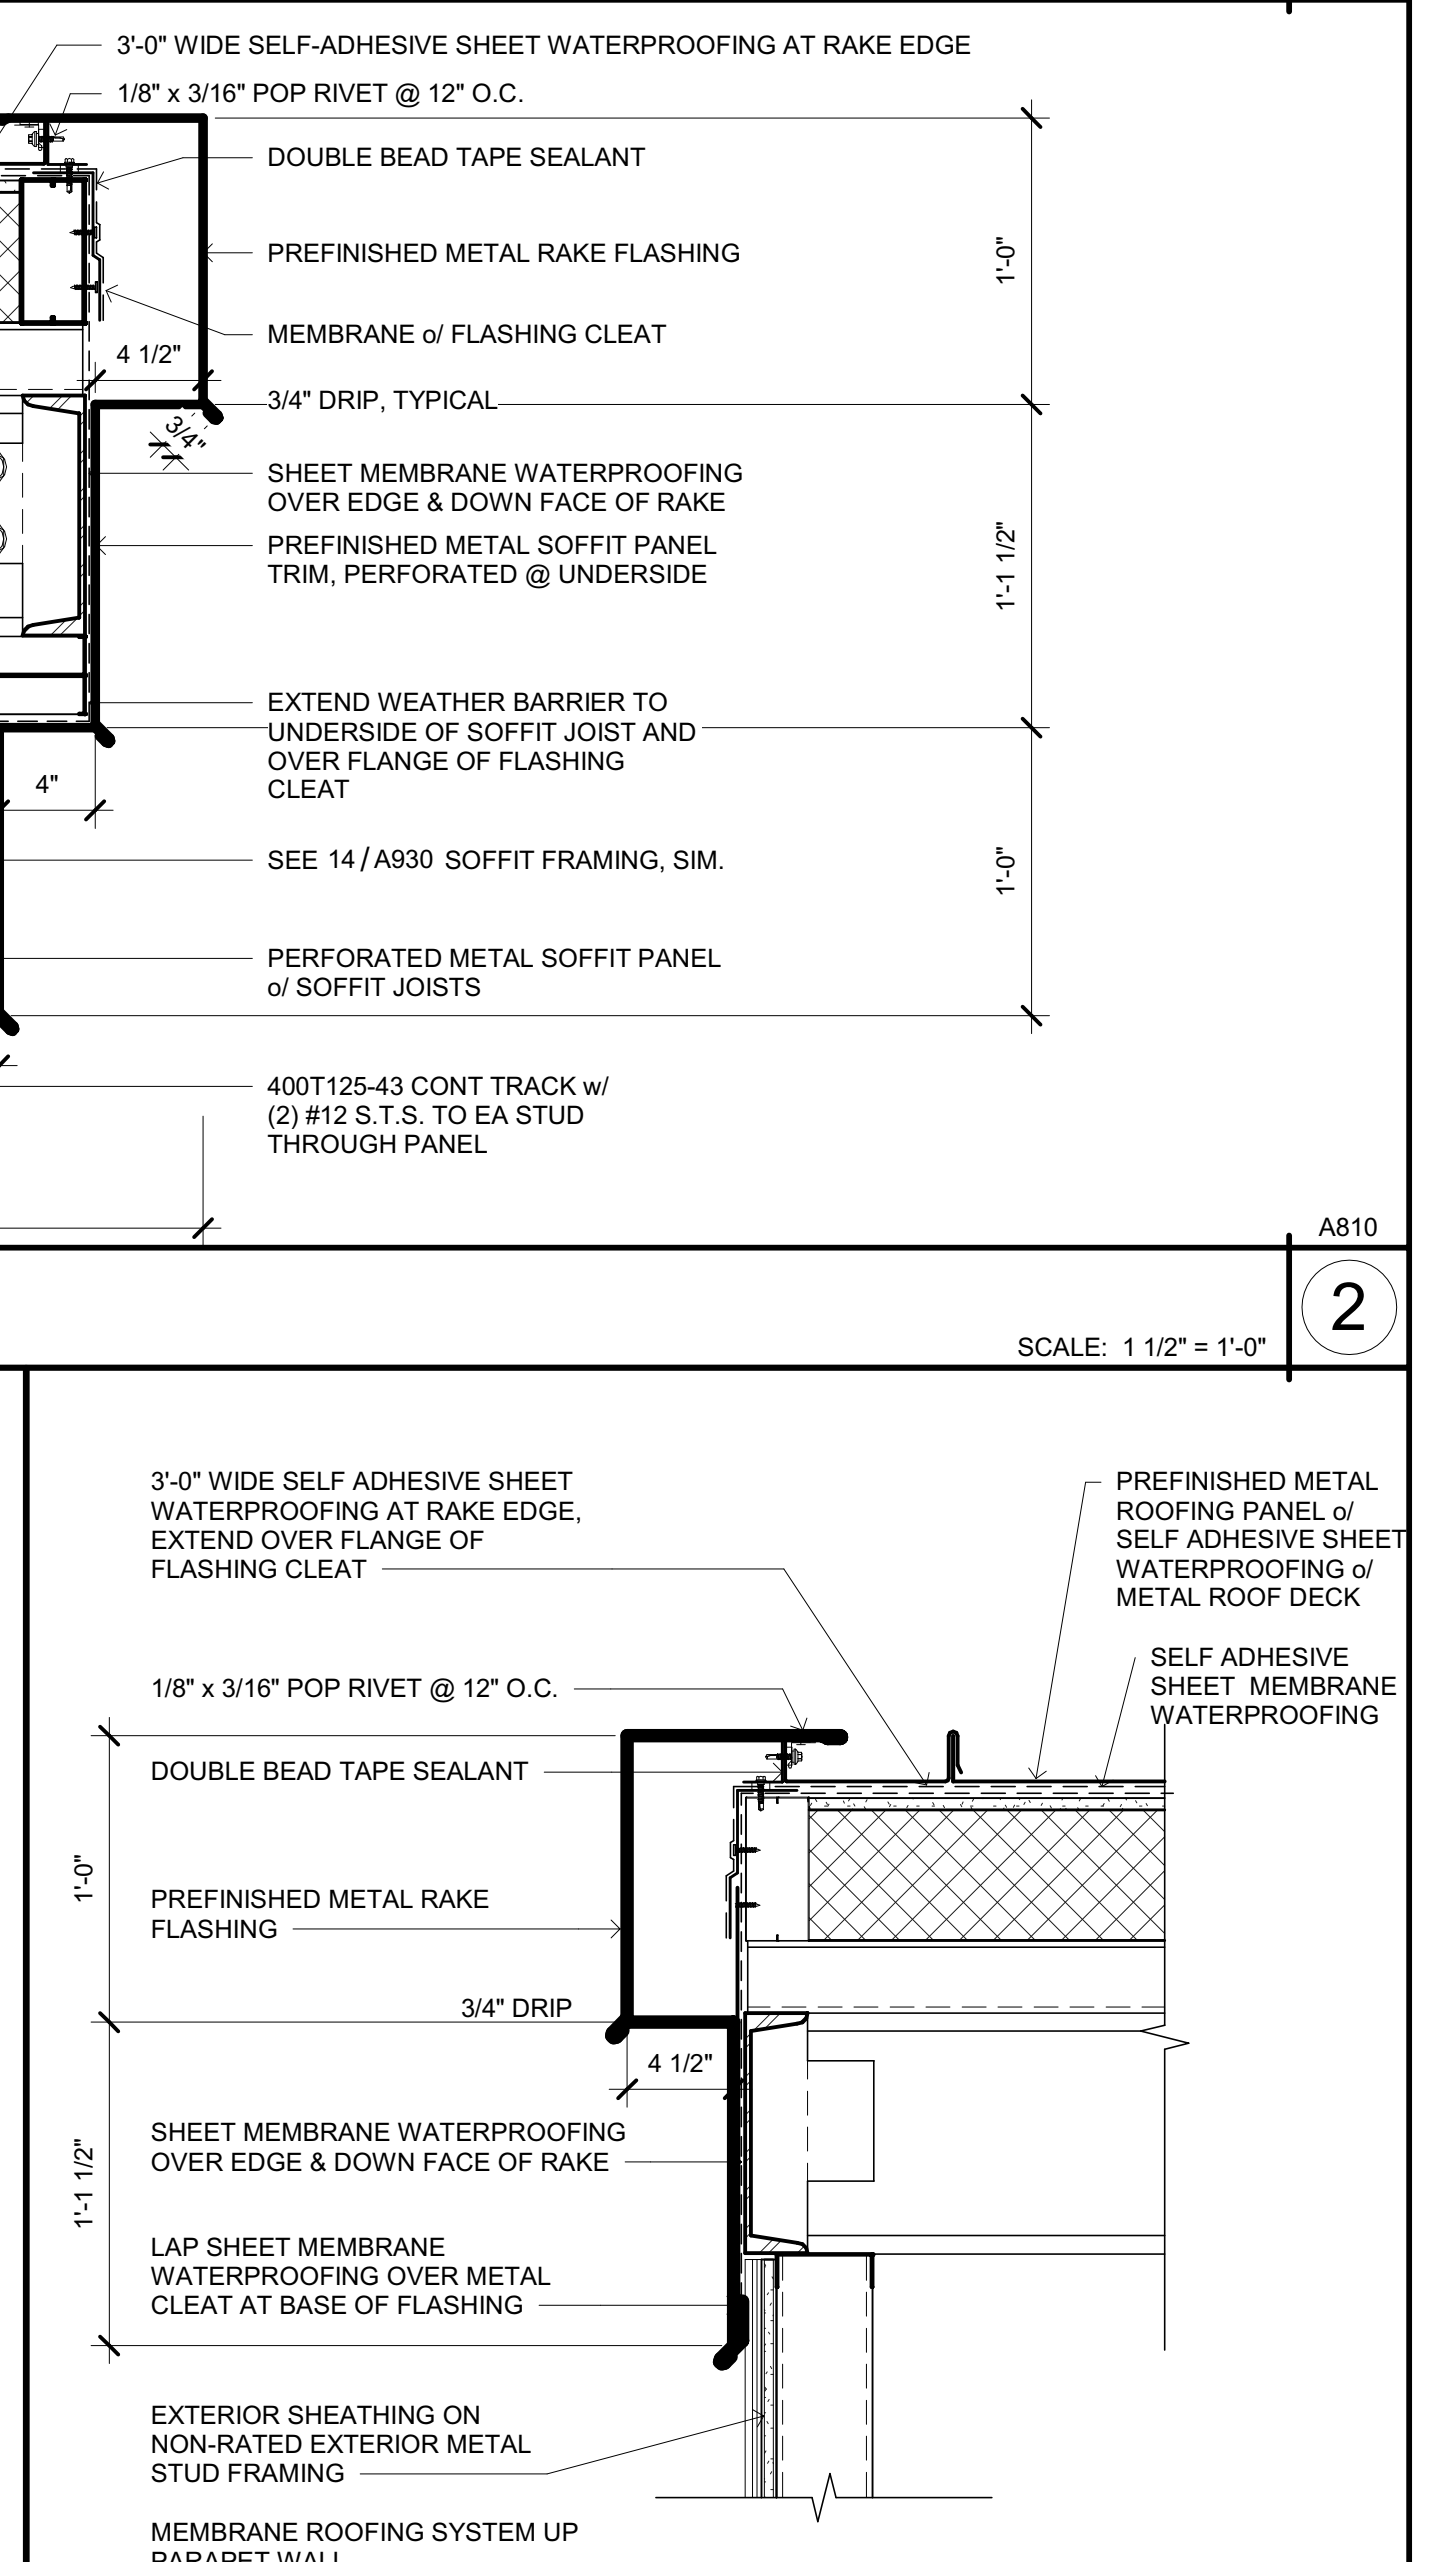 3'-0" WIDE SELF-ADHESIVE SHEET WATERPROOFING AT RAKE EDGE
1/8" x 3/16" POP RIVET @ 12" O.C.
DOUBLE BEAD TAPE SEALANT
PREFINISHED METAL RAKE FLASHING
1'-0"
MEMBRANE o/ FLASHING CLEAT
4 1/2"
3/4" DRIP, TYPICAL
3/4"
SHEET MEMBRANE WATERPROOFING
OVER EDGE & DOWN FACE OF RAKE
PREFINISHED METAL SOFFIT PANEL
TRIM, PERFORATED @ UNDERSIDE
1'-1 1/2"
EXTEND WEATHER BARRIER TO
UNDERSIDE OF SOFFIT JOIST AND
OVER FLANGE OF FLASHING
CLEAT
4"
SEE 14 / A930 SOFFIT FRAMING, SIM.
1'-0"
PERFORATED METAL SOFFIT PANEL
o/ SOFFIT JOISTS
400T125-43 CONT TRACK w/
(2) #12 S.T.S. TO EA STUD
THROUGH PANEL
A810
2
SCALE: 1 1/2" = 1'-0"
3'-0" WIDE SELF ADHESIVE SHEET
WATERPROOFING AT RAKE EDGE,
EXTEND OVER FLANGE OF
FLASHING CLEAT
PREFINISHED METAL
ROOFING PANEL o/
SELF ADHESIVE SHEET
WATERPROOFING o/
METAL ROOF DECK
SELF ADHESIVE
SHEET MEMBRANE
WATERPROOFING
1/8" x 3/16" POP RIVET @ 12" O.C.
DOUBLE BEAD TAPE SEALANT
1'-0"
PREFINISHED METAL RAKE
FLASHING
3/4" DRIP
4 1/2"
SHEET MEMBRANE WATERPROOFING
OVER EDGE & DOWN FACE OF RAKE
1'-1 1/2"
LAP SHEET MEMBRANE
WATERPROOFING OVER METAL
CLEAT AT BASE OF FLASHING
EXTERIOR SHEATHING ON
NON-RATED EXTERIOR METAL
STUD FRAMING
MEMBRANE ROOFING SYSTEM UP
PARAPET WALL